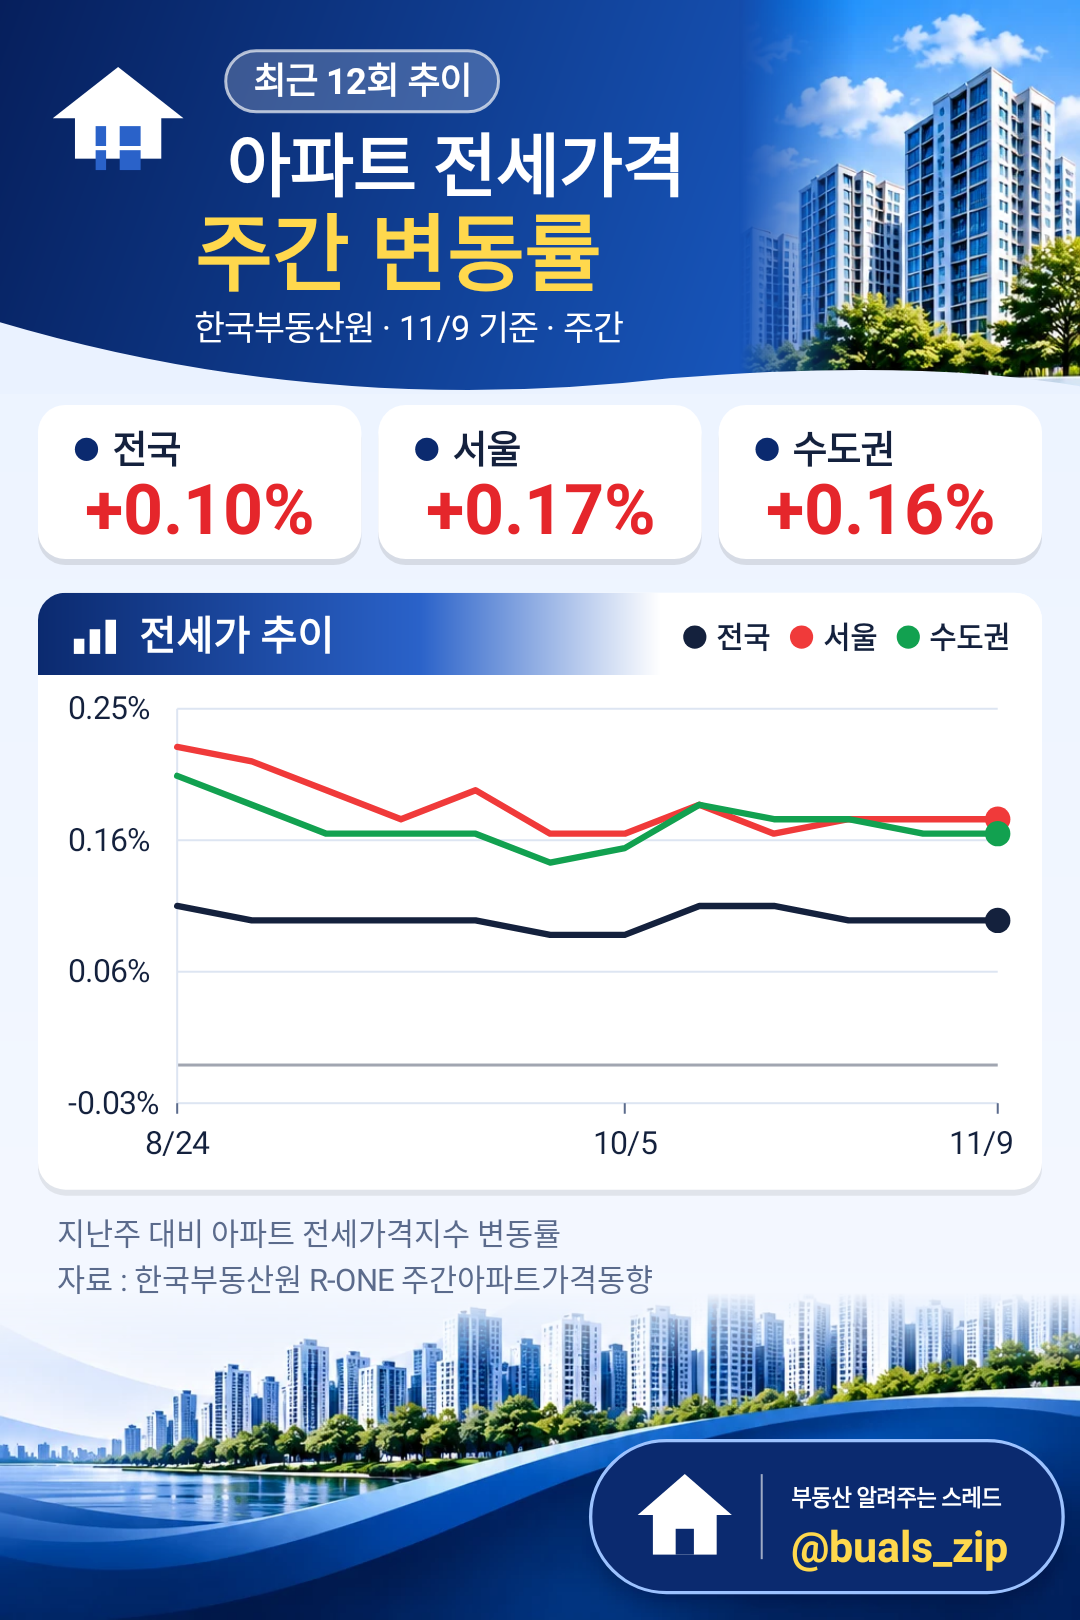 최근 12회 추이
아파트 전세가격
주간 변동률
한국부동산원 · 11/9 기준 · 주간
전국
+0.10%
서울
+0.17%
수도권
+0.16%
전세가 추이
전국 서울 수도권
0.25%
0.16%
0.06%
-0.03%
8/24 10/5 11/9
지난주 대비 아파트 전세가격지수 변동률
자료 : 한국부동산원 R-ONE 주간아파트가격동향
부동산 알려주는 스레드
@buals_zip